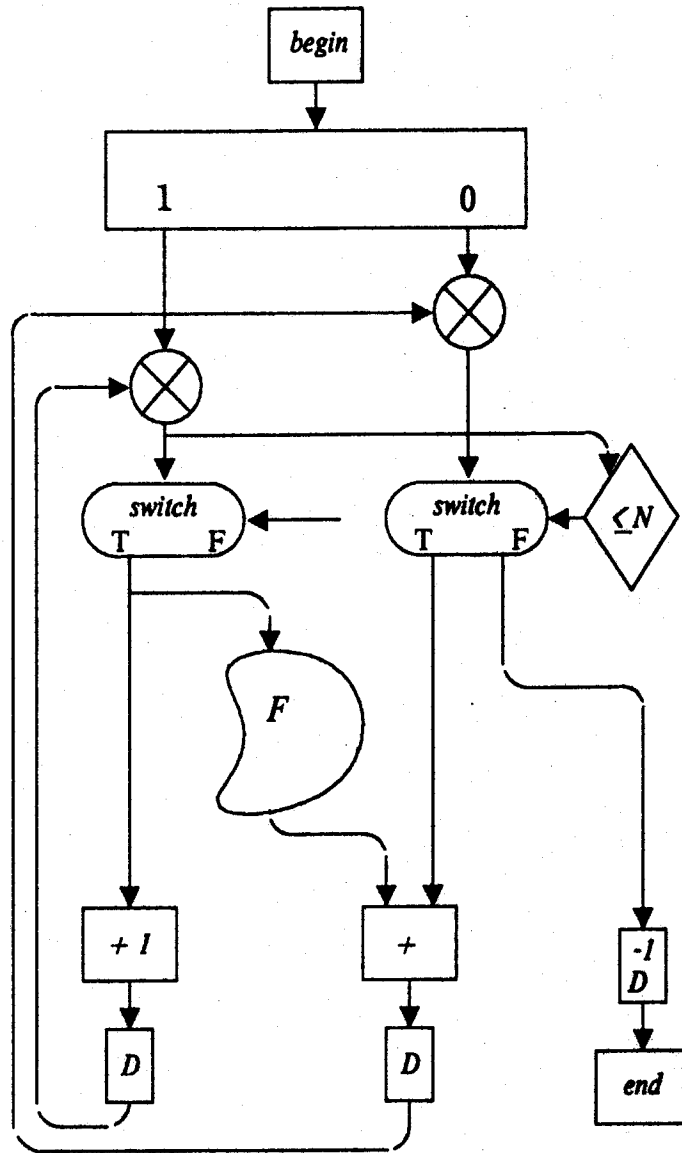 begin
1 0
switch
T F
switch
T F
≤N
F
+ 1
+
-1
D
D
D
end